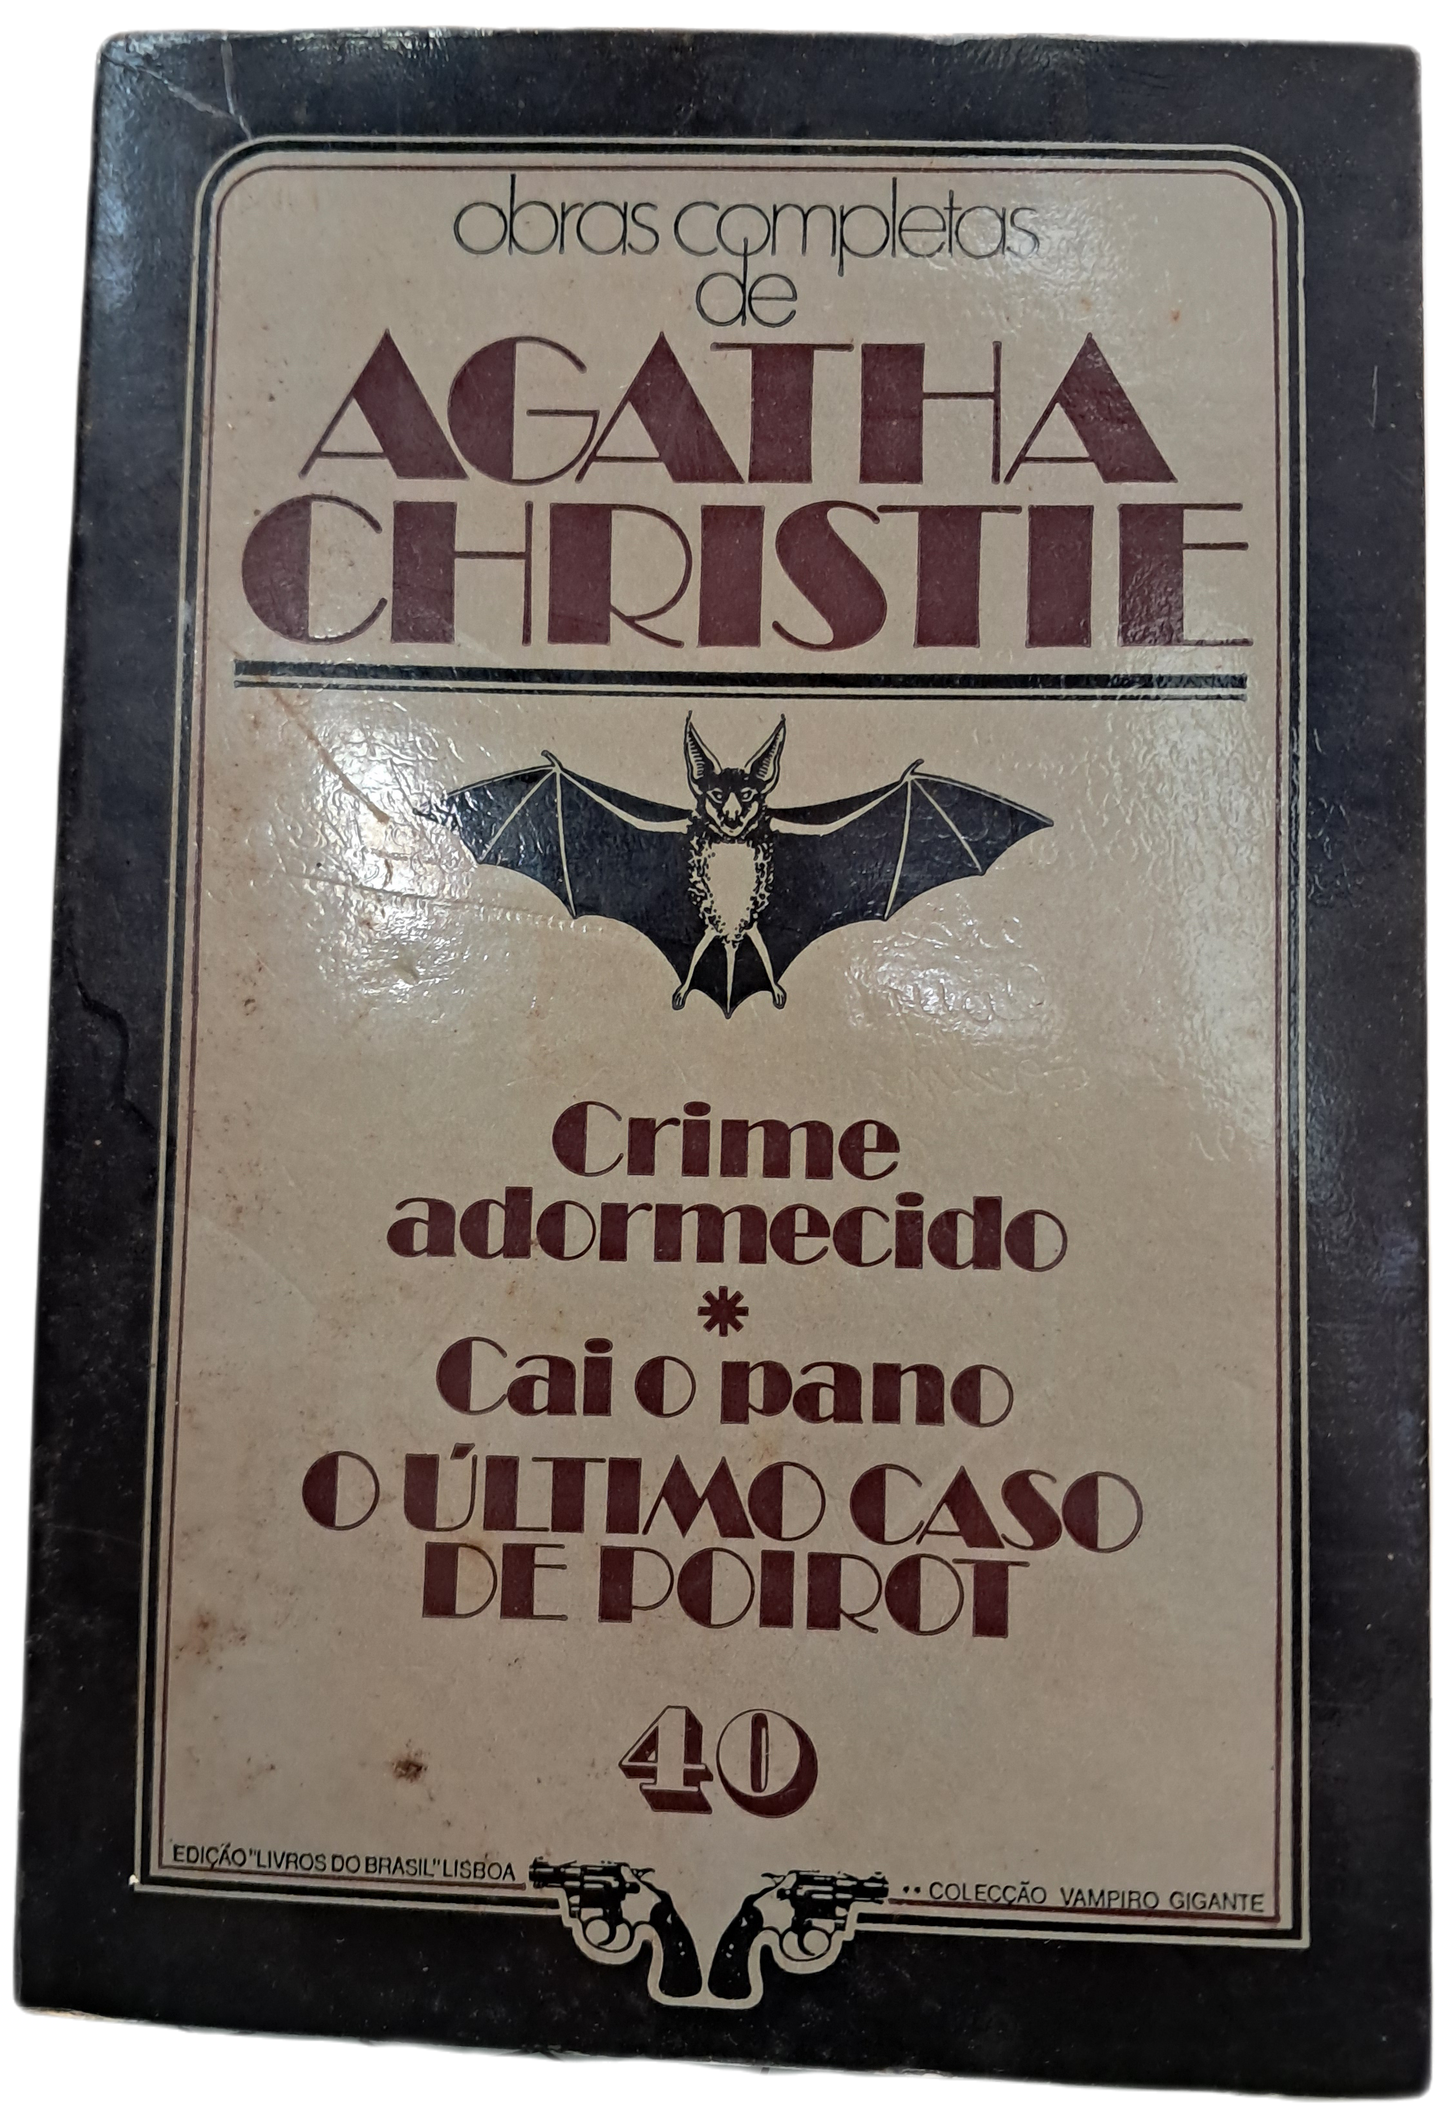 obras completas
de
AGATHA
CHRISTIE
Crime
adormecido
*
Cai o pano
O ÚLTIMO CASO
DE POIROT
40
EDIÇÃO "LIVROS DO BRASIL" LISBOA
•• COLECÇÃO VAMPIRO GIGANTE